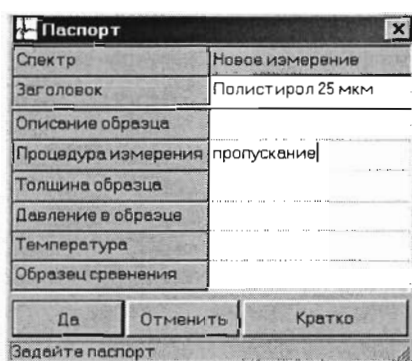 Паспорт
Спектр Новое измерение
Заголовок Полистирол 25 мкм
Описание образца
Процедура измерения пропускание
Толщина образца
Давление в образце
Температура
Образец сравнения
Да Отменить Кратко
Задайте паспорт